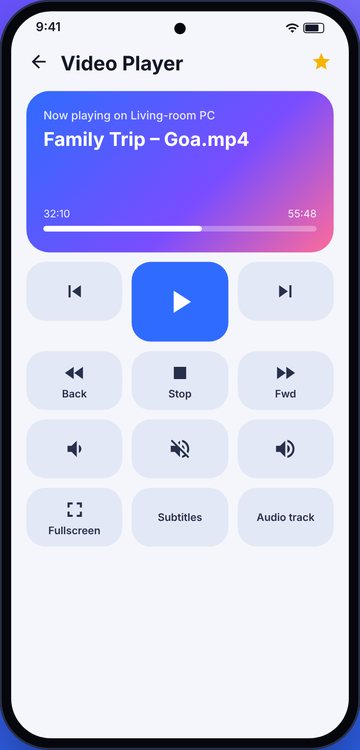 9:41
Video Player
Now playing on Living-room PC
Family Trip – Goa.mp4
32:10 55:48
Back Stop Fwd
Fullscreen Subtitles Audio track